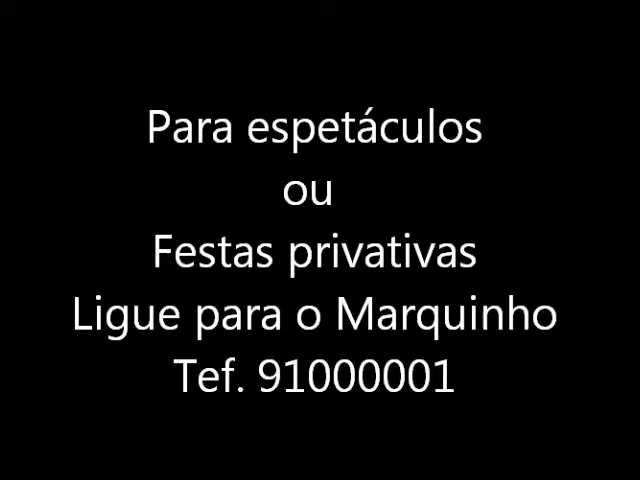 Para espetáculos
ou
Festas privativas
Ligue para o Marquinho
Tef. 91000001